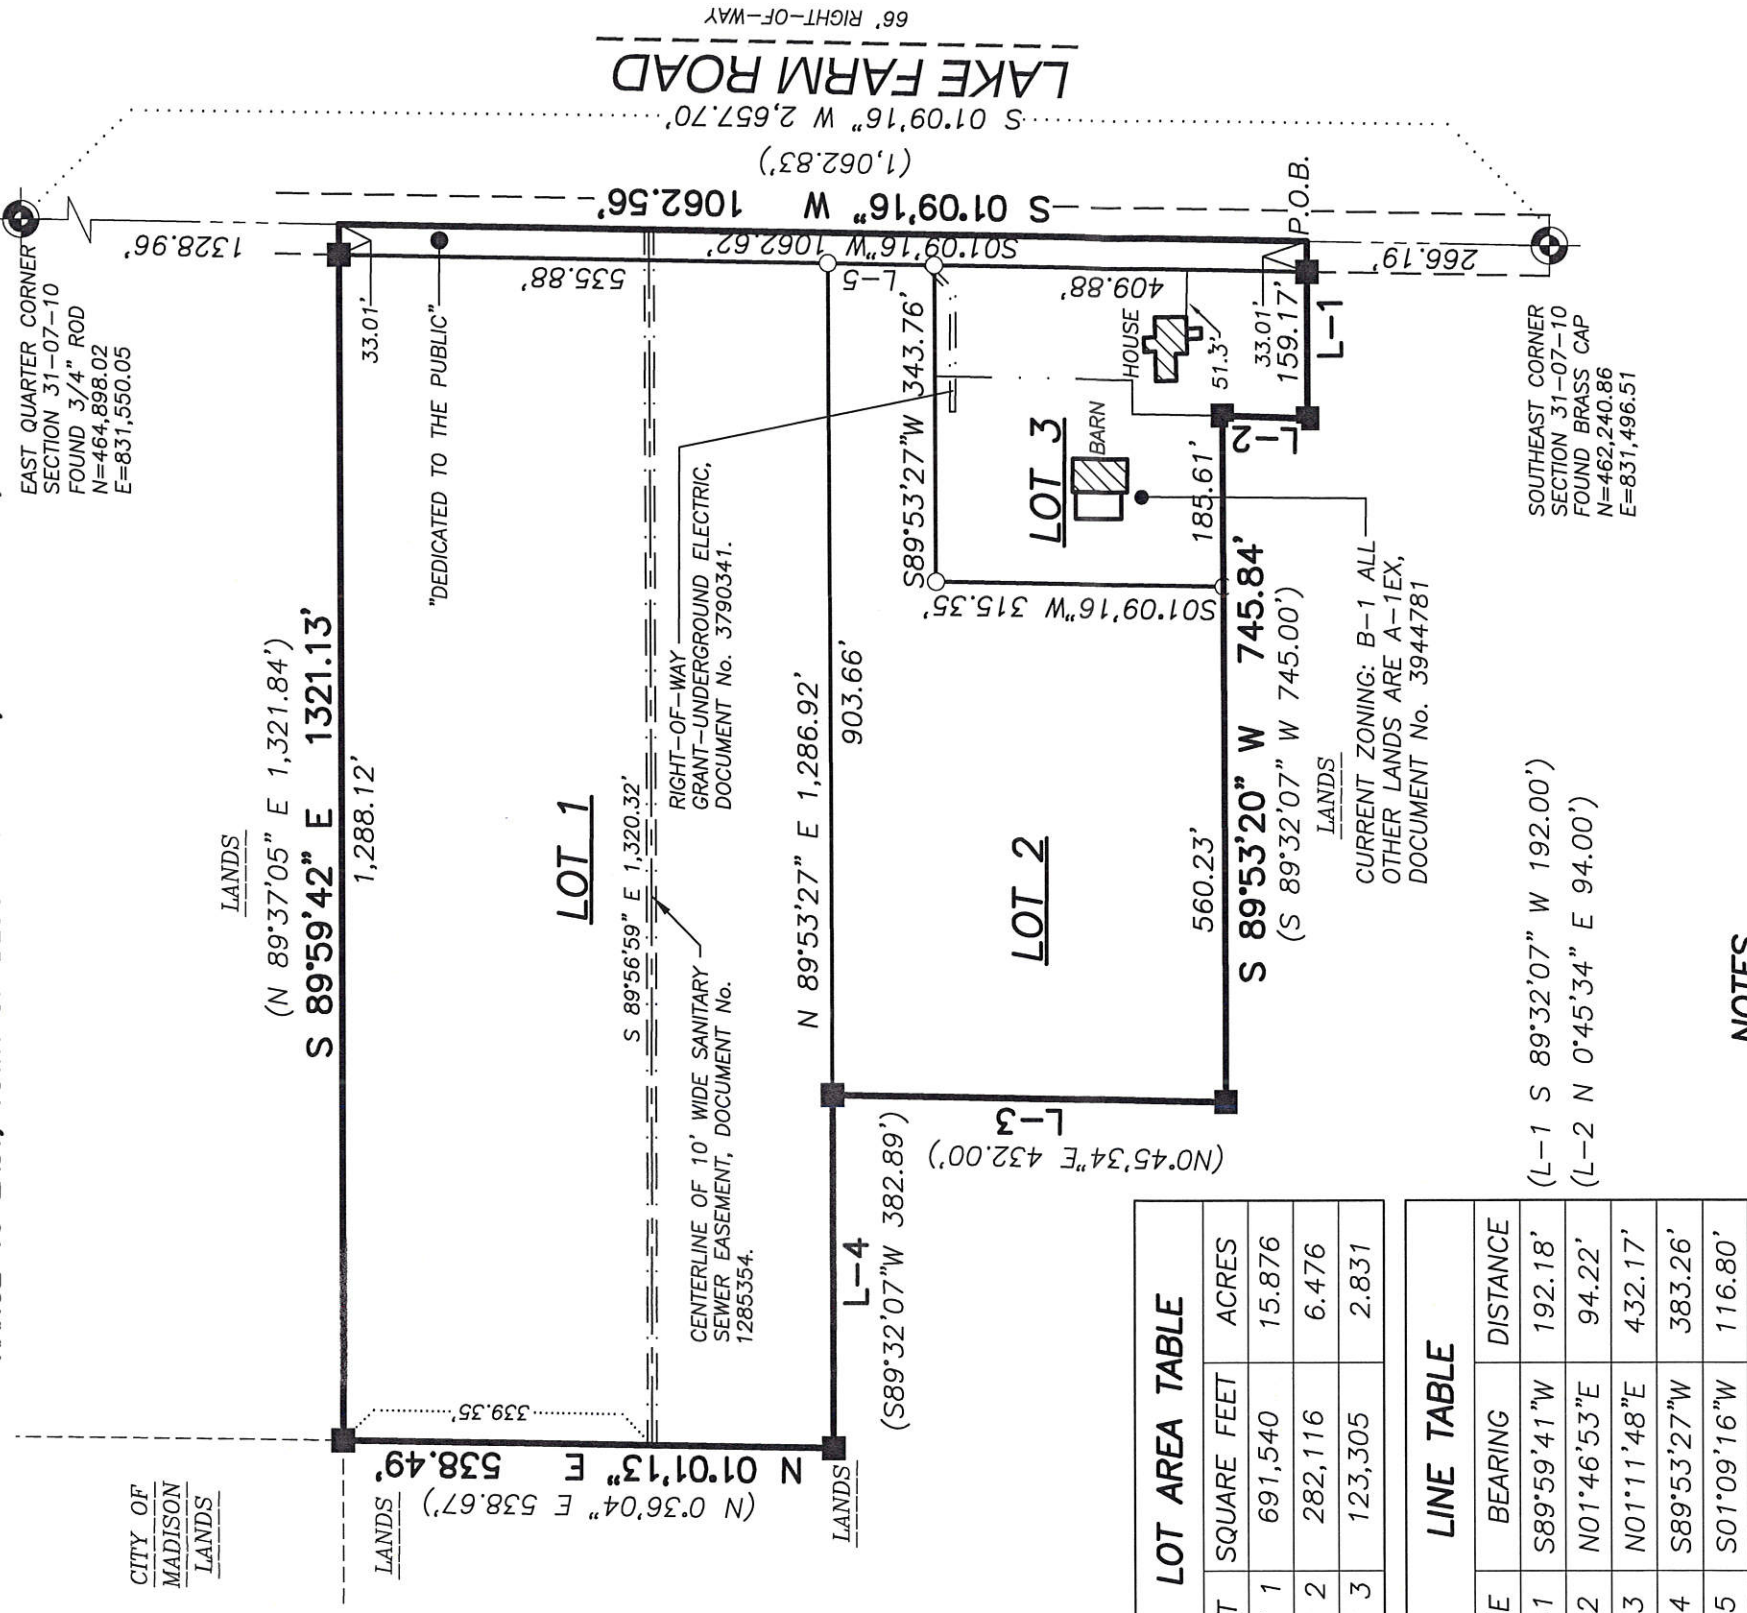 EAST QUARTER CORNER
SECTION 31-07-10
FOUND 3/4" ROD
N=464,898.02
E=831,550.05
1328.96'
66' RIGHT-OF-WAY
LAKE FARM ROAD
S 01°09'16" W 2,657.70'
(1,062.83')
S 01°09'16" W 1062.56'
S01°09'16"W 1062.62'
33.01'
"DEDICATED TO THE PUBLIC"
535.88'
L-5
409.88'
P.O.B.
266.19'
SOUTHEAST CORNER
SECTION 31-07-10
FOUND BRASS CAP
N=462,240.86
E=831,496.51
LANDS
(N 89°37'05" E 1,321.84')
S 89°59'42" E 1321.13'
1,288.12'
LOT 1
S 89°56'59" E 1,320.32'
RIGHT-OF-WAY
GRANT-UNDERGROUND ELECTRIC,
DOCUMENT No. 3790341.
CENTERLINE OF 10' WIDE SANITARY
SEWER EASEMENT, DOCUMENT No.
1285354.
N 89°53'27" E 1,286.92'
903.66'
S89°53'27"W 343.76'
S01°09'16"W 315.35'
LOT 3
BARN
HOUSE
51.3'
33.01'
159.17'
L-1
L-2
185.61'
LOT 2
560.23'
S 89°53'20" W 745.84'
(S 89°32'07" W 745.00')
LANDS
CURRENT ZONING: B-1 ALL
OTHER LANDS ARE A-1EX,
DOCUMENT No. 3944781
L-3
(N0°45'34"E 432.00')
L-4
(S89°32'07"W 382.89')
339.35'
N 01°01'13" E 538.49'
(N 0°36'04" E 538.67')
CITY OF
MADISON
LANDS
LANDS
LANDS
(L-1 S 89°32'07" W 192.00')
(L-2 N 0°45'34" E 94.00')
NOTES
LOT AREA TABLE
T SQUARE FEET ACRES
1 691,540 15.876
2 282,116 6.476
3 123,305 2.831
LINE TABLE
E BEARING DISTANCE
1 S89°59'41"W 192.18'
2 N01°46'53"E 94.22'
3 N01°11'48"E 432.17'
4 S89°53'27"W 383.26'
5 S01°09'16"W 116.80'